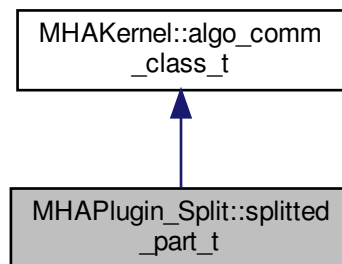 MHAKernel::algo_comm
_class_t
MHAPlugin_Split::splitted
_part_t